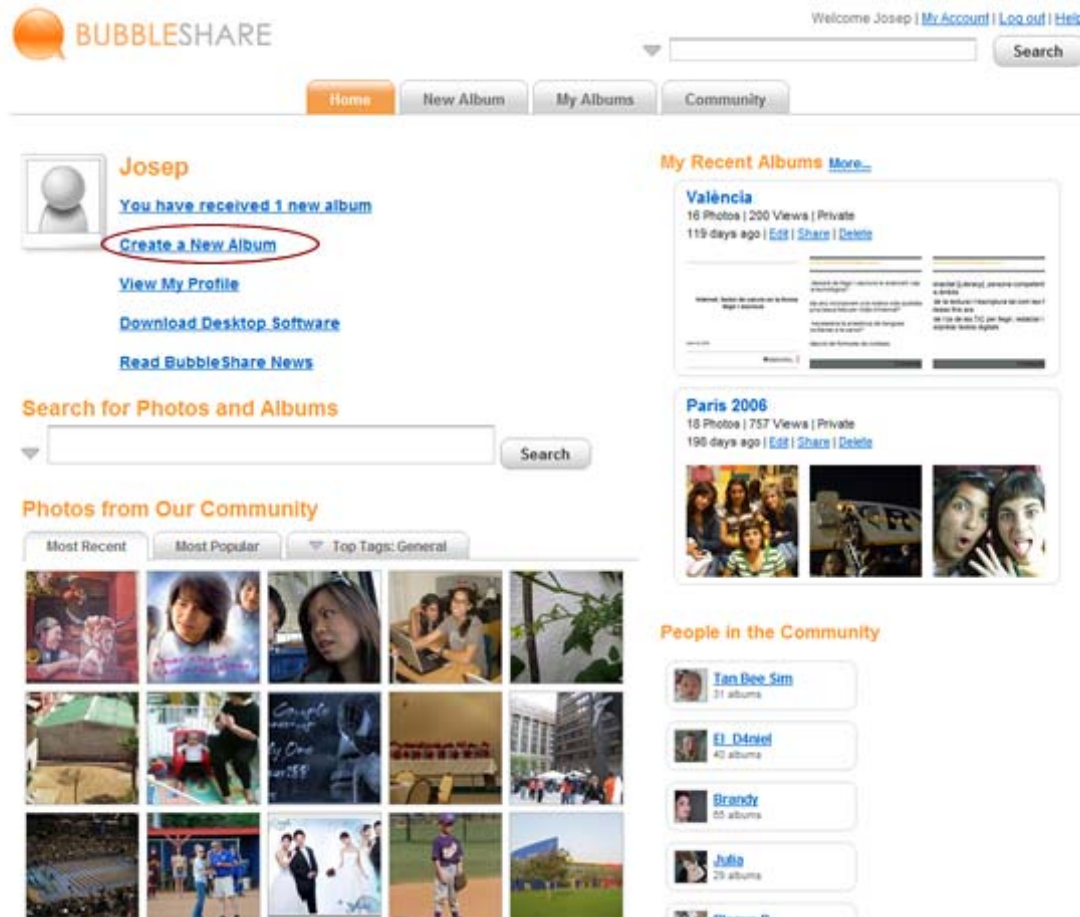 BUBBLESHARE
Welcome Josep | My Account | Log out | Help
Search
Home
New Album
My Albums
Community
Josep
You have received 1 new album
Create a New Album
View My Profile
Download Desktop Software
Read BubbleShare News
Search for Photos and Albums
Search
Photos from Our Community
Most Recent
Most Popular
Top Tags: General
My Recent Albums More...
València
16 Photos | 200 Views | Private
119 days ago | Edit | Share | Delete
Paris 2006
18 Photos | 757 Views | Private
198 days ago | Edit | Share | Delete
People in the Community
Tan Bee Sim
31 albums
El_D4niel
40 albums
Brandy
albums
Julia
29 albums